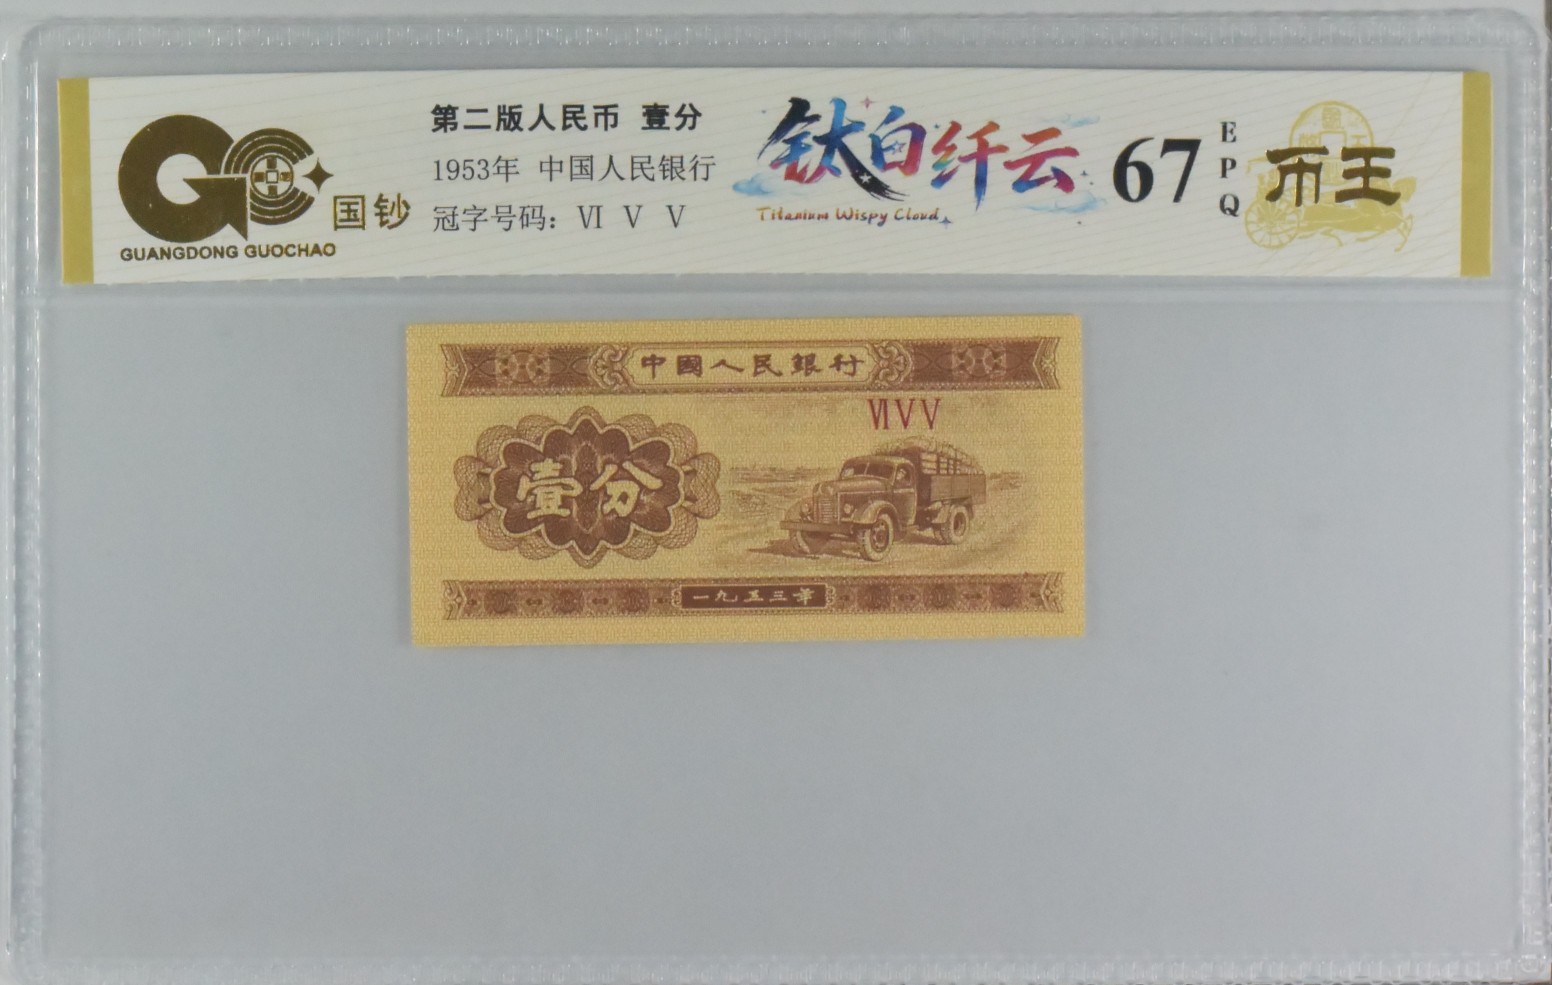 GUANGDONG GUOCHAO
国钞
第二版人民币 壹分
1953年 中国人民银行
冠字号码：Ⅵ Ⅴ Ⅴ
钛白纤云
Titanium Wispy Cloud
67
EPQ
币王
中國人民銀行
ⅥⅤⅤ
壹分
一九五三年